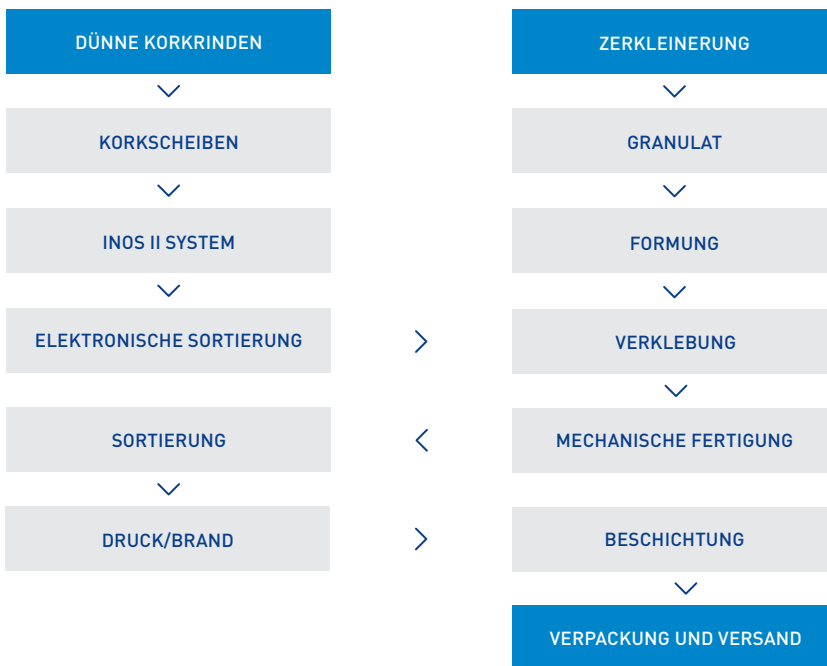 DÜNNE KORKRINDEN
KORKSCHEIBEN
INOS II SYSTEM
ELEKTRONISCHE SORTIERUNG
ZERKLEINERUNG
GRANULAT
FORMUNG
VERKLEBUNG
MECHANISCHE FERTIGUNG
SORTIERUNG
DRUCK/BRAND
BESCHICHTUNG
VERPACKUNG UND VERSAND